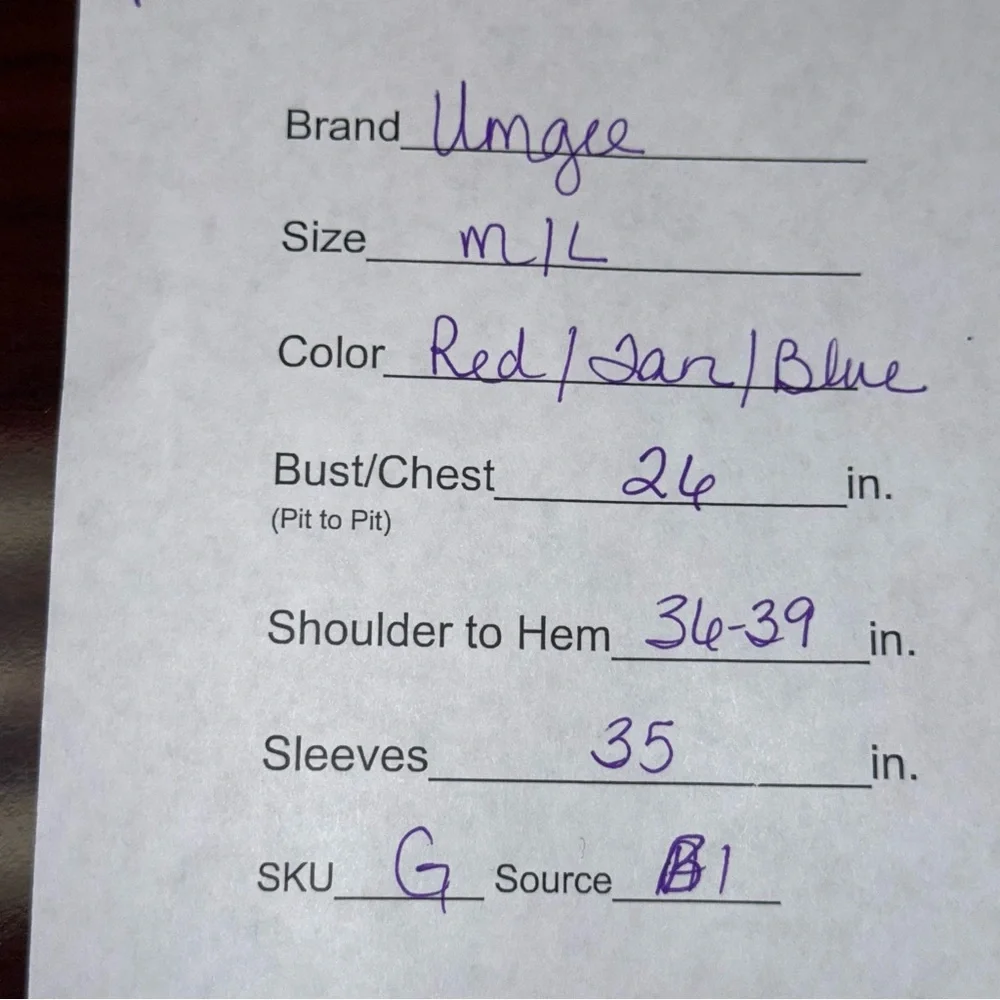 Brand Umgee
Size M/L
Color Red/Tan/Blue
Bust/Chest 26 in.
(Pit to Pit)
Shoulder to Hem 36-39 in.
Sleeves 35 in.
SKU G Source B1